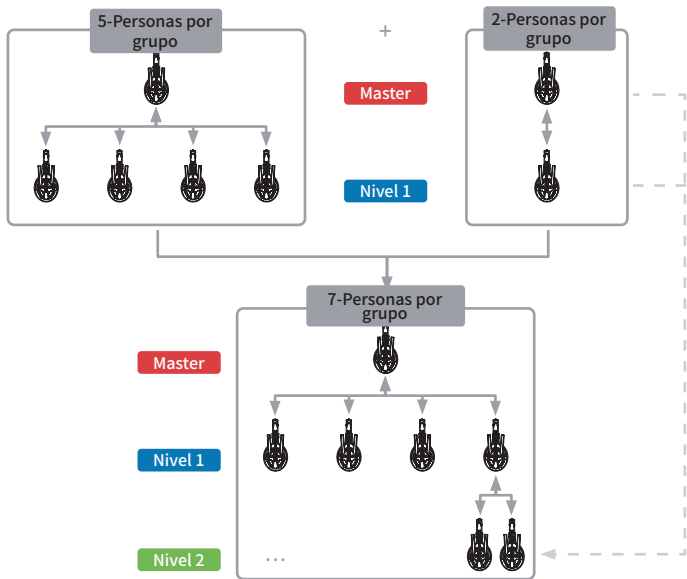 5-Personas por
grupo
+
2-Personas por
grupo
Master
Nivel 1
7-Personas por
grupo
Master
Nivel 1
Nivel 2
...